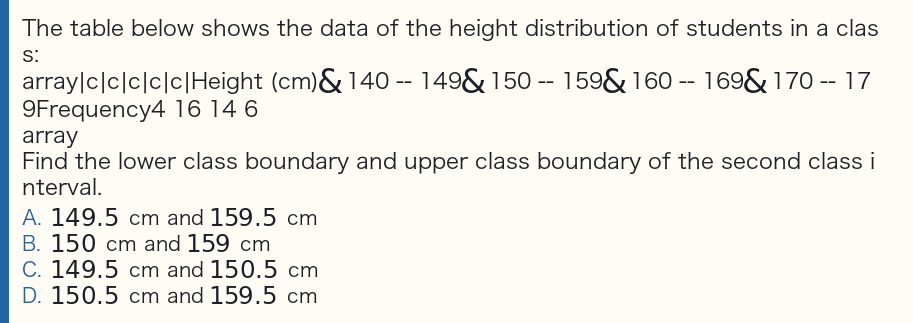 The table below shows the data of the height distribution of students in a clas
s:
array|c|c|c|c|c|Height (cm)& 140 -- 149& 150 -- 159& 160 -- 169& 170 -- 17
9Frequency4 16 14 6
array
Find the lower class boundary and upper class boundary of the second class i
nterval.
A. 149.5 cm and 159.5 cm
B. 150 cm and 159 cm
C. 149.5 cm and 150.5 cm
D. 150.5 cm and 159.5 cm